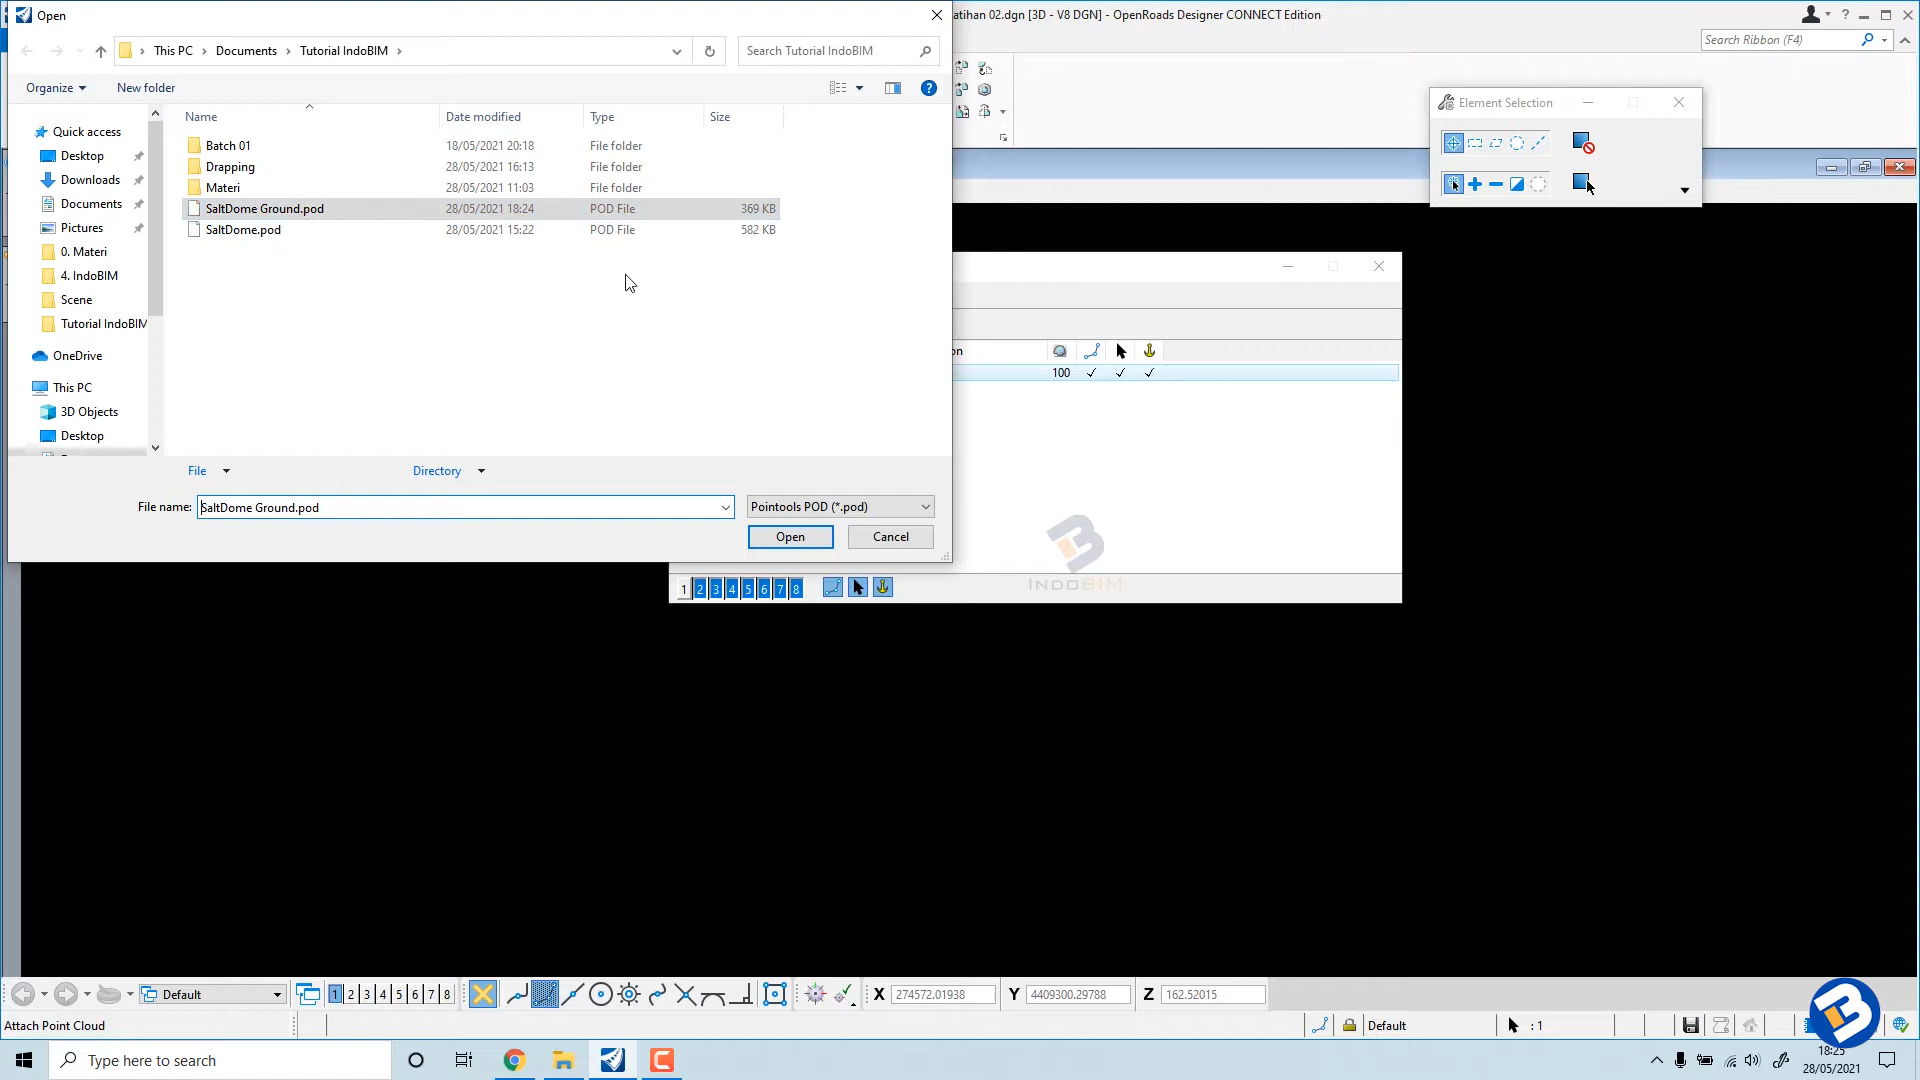 Open
atihan 02.dgn [3D - V8 DGN] - OpenRoads Designer CONNECT Edition
Search Ribbon (F4)
This PC > Documents > Tutorial IndoBIM >
Search Tutorial IndoBIM
Organize
New folder
Element Selection
Name Date modified Type Size
Quick access
Desktop
Downloads
Documents
Pictures
0. Materi
4. IndoBIM
Scene
Tutorial IndoBIM
OneDrive
This PC
3D Objects
Desktop
Batch 01 18/05/2021 20:18 File folder
Drapping 28/05/2021 16:13 File folder
Materi 28/05/2021 11:03 File folder
SaltDome Ground.pod 28/05/2021 18:24 POD File 369 KB
SaltDome.pod 28/05/2021 15:22 POD File 582 KB
on
100
File
Directory
File name: SaltDome Ground.pod
Pointools POD (*.pod)
Open
Cancel
INDOBIM
1 2 3 4 5 6 7 8
Default
1 2 3 4 5 6 7 8
X 274572.01938 Y 4409300.29788 Z 162.52015
Attach Point Cloud
Default
: 1
Type here to search
18:25
28/05/2021